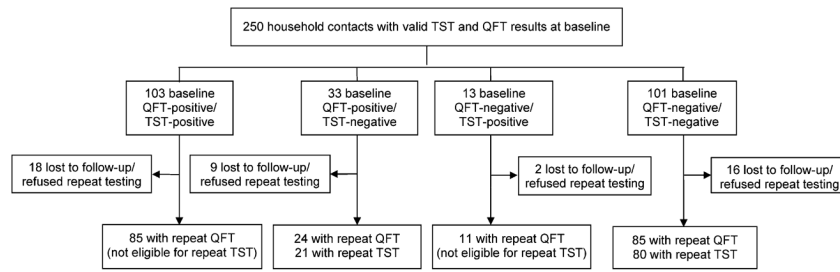 250 household contacts with valid TST and QFT results at baseline
103 baseline
QFT-positive/
TST-positive
33 baseline
QFT-positive/
TST-negative
13 baseline
QFT-negative/
TST-positive
101 baseline
QFT-negative/
TST-negative
18 lost to follow-up/
refused repeat testing
9 lost to follow-up/
refused repeat testing
2 lost to follow-up/
refused repeat testing
16 lost to follow-up/
refused repeat testing
85 with repeat QFT
(not eligible for repeat TST)
24 with repeat QFT
21 with repeat TST
11 with repeat QFT
(not eligible for repeat TST)
85 with repeat QFT
80 with repeat TST